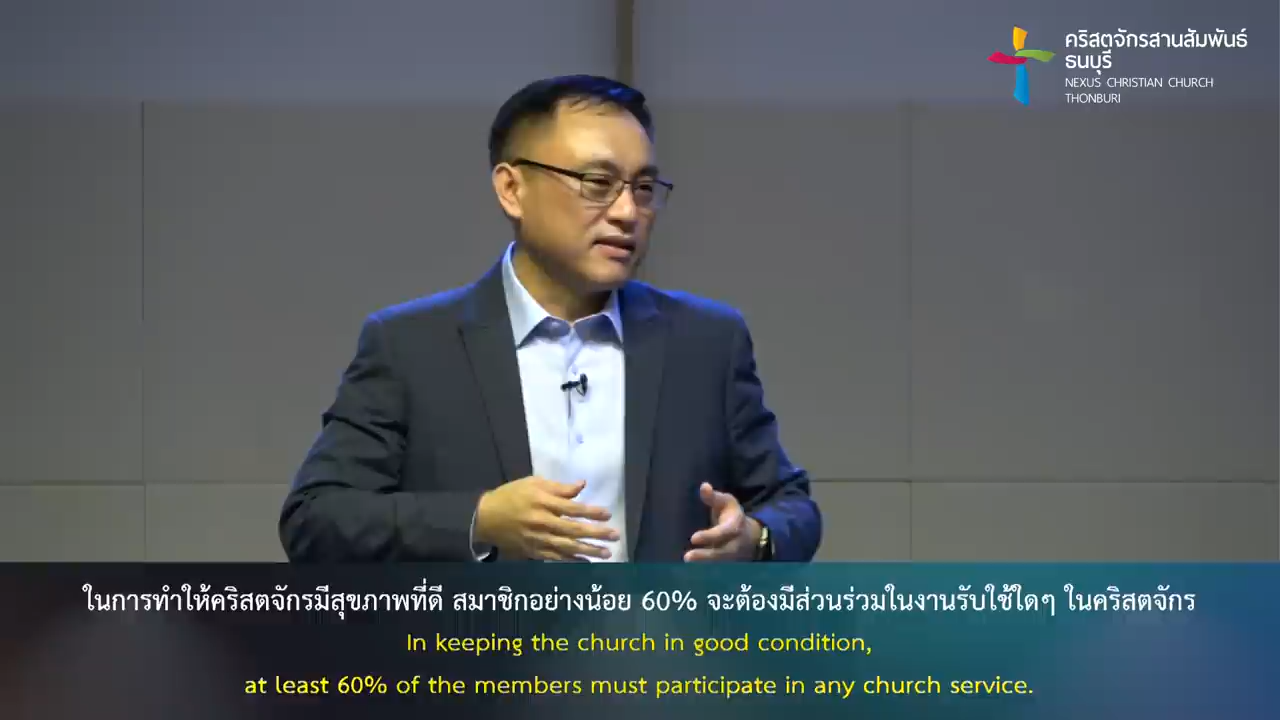 คริสตจักรสานสัมพันธ์
ธนบุรี
NEXUS CHRISTIAN CHURCH
THONBURI
ในการทำให้คริสตจักรมีสุขภาพที่ดี สมาชิกอย่างน้อย 60% จะต้องมีส่วนร่วมในงานรับใช้ใดๆ ในคริสตจักร
In keeping the church in good condition,
at least 60% of the members must participate in any church service.